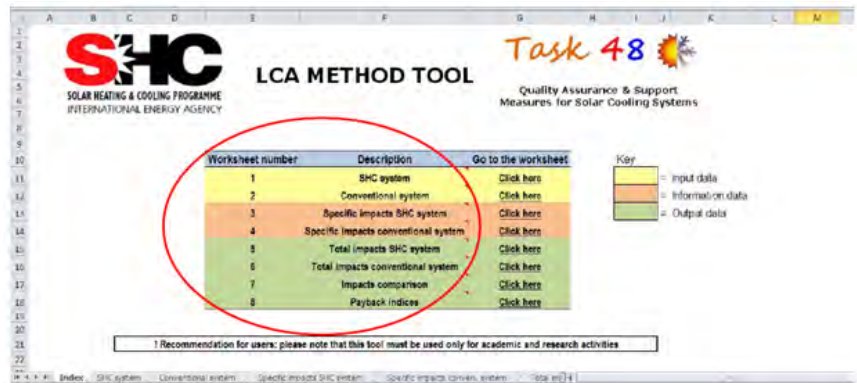 A B C D E F G H I J K L M
SHC
SOLAR HEATING & COOLING PROGRAMME
INTERNATIONAL ENERGY AGENCY
LCA METHOD TOOL
Task 48
Quality Assurance & Support
Measures for Solar Cooling Systems
Worksheet number Description Go to the worksheet
1 SHC system Click here
2 Conventional system Click here
3 Specific impacts SHC system Click here
4 Specific impacts conventional system Click here
5 Total impacts SHC system Click here
6 Total impacts conventional system Click here
7 Impacts comparison Click here
8 Payback indices Click here
Key
= Input data
= Information data
= Output data
! Recommendation for users: please note that this tool must be used only for academic and research activities
Index SHC system Conventional system Specific impacts SHC system Specific impacts conven. system